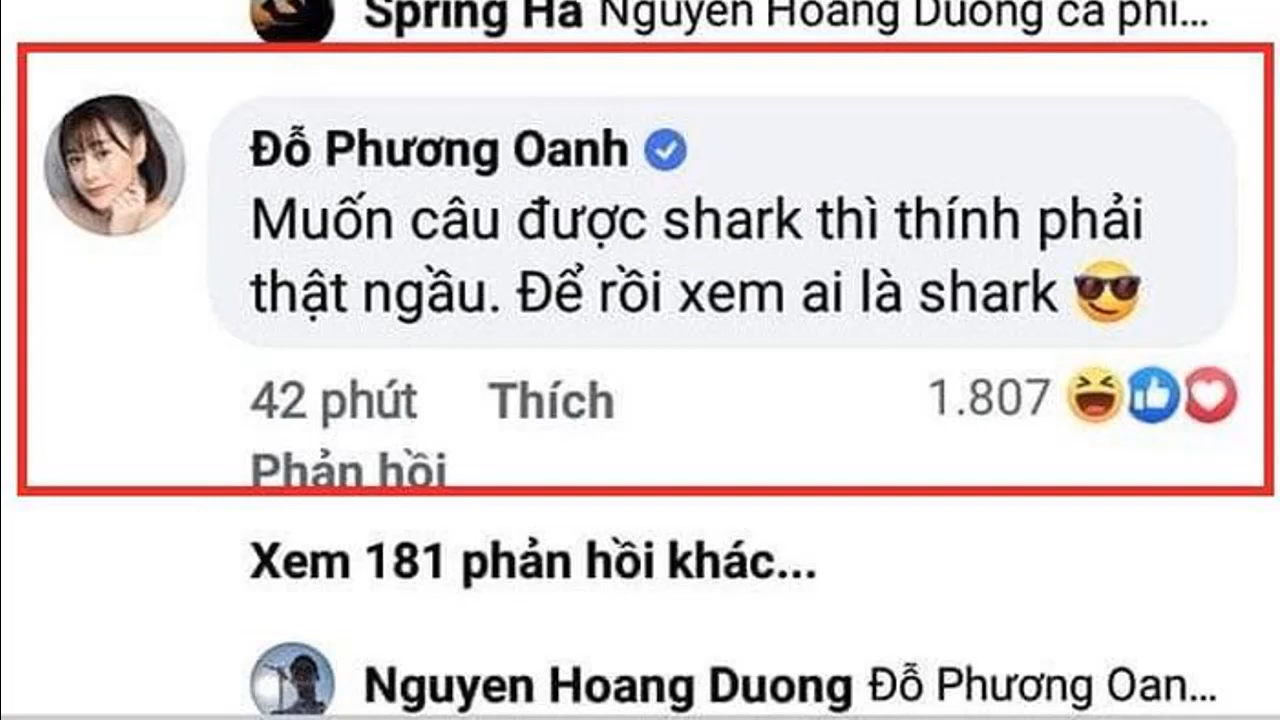 Spring Ha Nguyen Hoang Duong cá phi...
Đỗ Phương Oanh
Muốn câu được shark thì thính phải
thật ngầu. Để rồi xem ai là shark 😎
42 phút Thích 1.807
Phản hồi
Xem 181 phản hồi khác...
Nguyen Hoang Duong Đỗ Phương Oan...